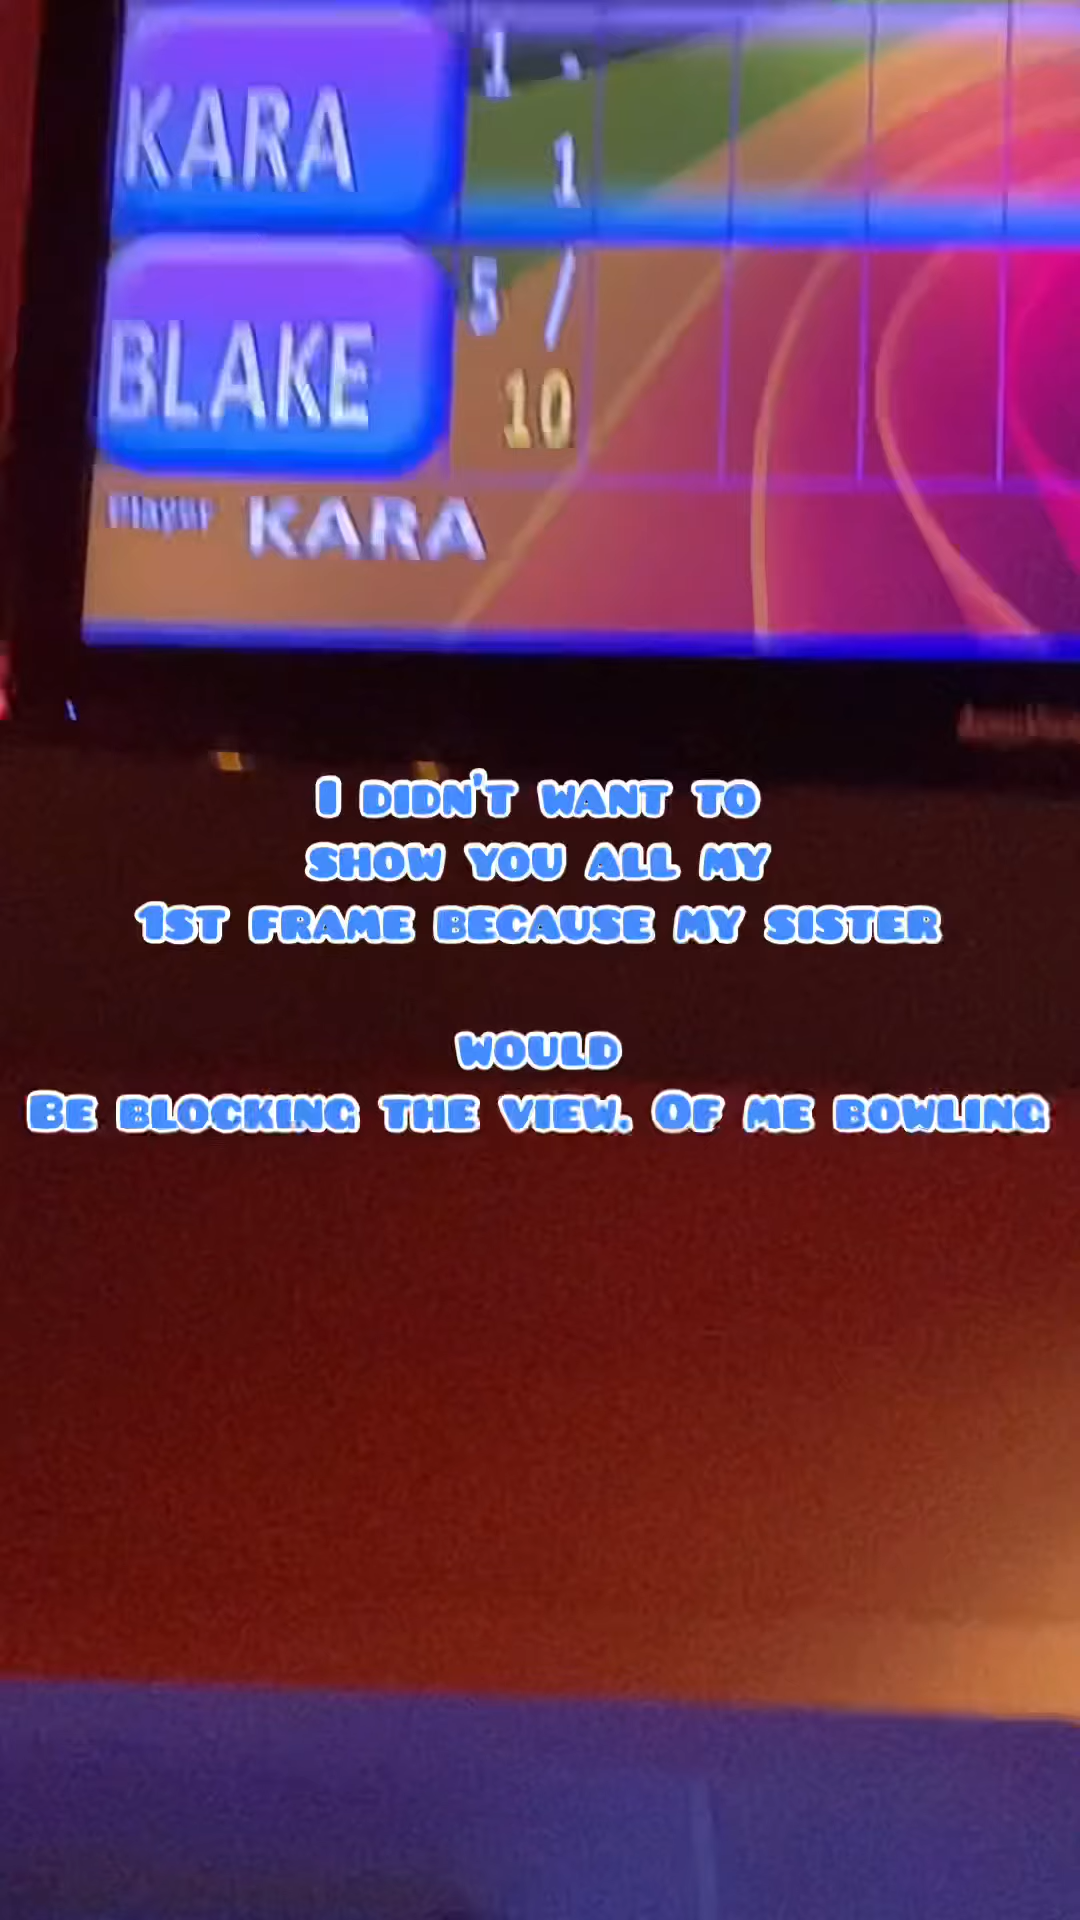 KARA
1 -
1
BLAKE
5 /
10
Player KARA
I didn't want to
show you all my
1st frame because my sister
would
Be blocking the view. Of me bowling